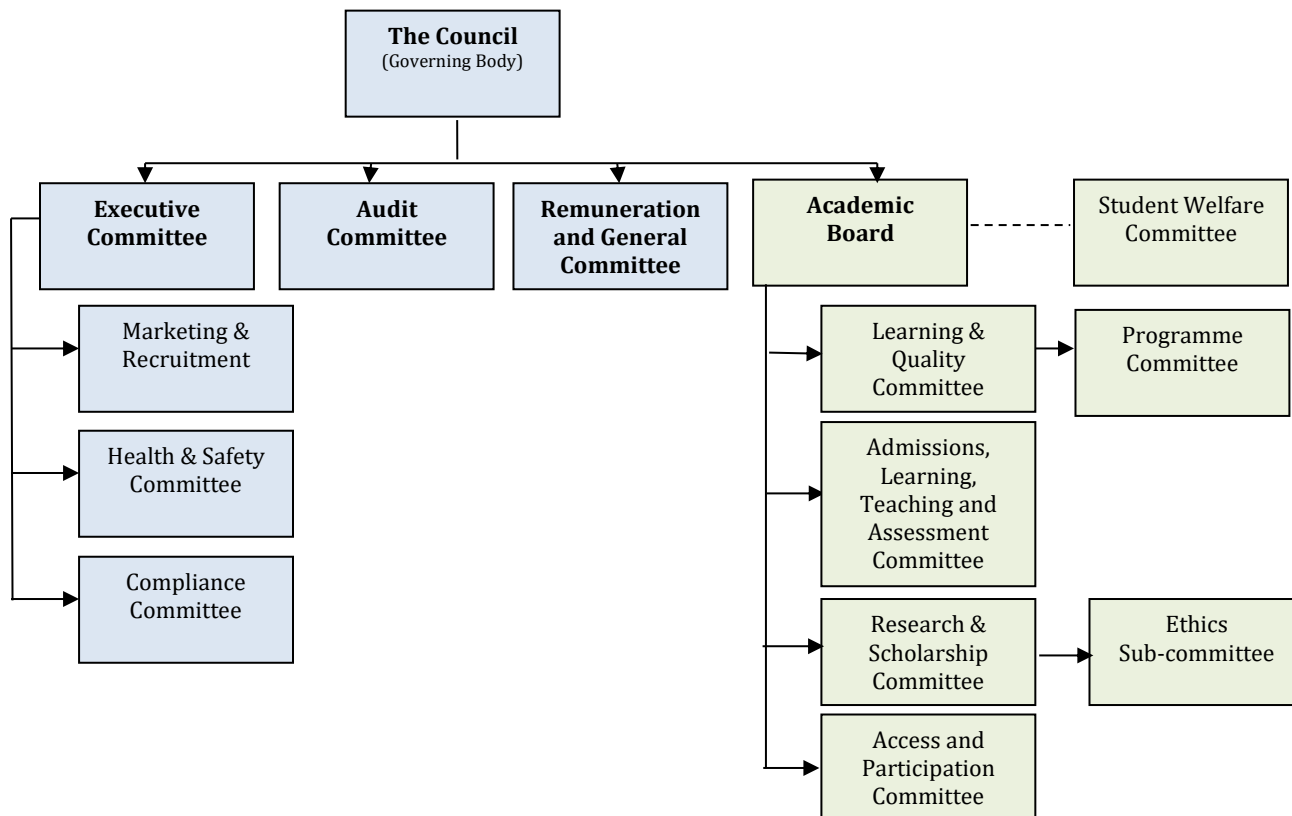 The Council
(Governing Body)
Executive
Committee
Audit
Committee
Remuneration
and General
Committee
Academic
Board
Student Welfare
Committee
Marketing &
Recruitment
Health & Safety
Committee
Compliance
Committee
Learning &
Quality
Committee
Programme
Committee
Admissions,
Learning,
Teaching and
Assessment
Committee
Research &
Scholarship
Committee
Ethics
Sub-committee
Access and
Participation
Committee